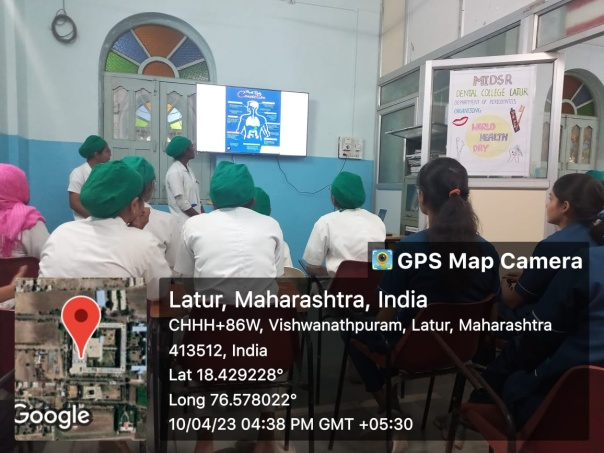 MIDSR
DENTAL COLLEGE, LATUR
DEPARTMENT OF PERIODONTICS
ORGANISING
WORLD
HEALTH
DAY
GPS Map Camera
Latur, Maharashtra, India
CHHH+86W, Vishwanathpuram, Latur, Maharashtra
413512, India
Lat 18.429228°
Long 76.578022°
10/04/23 04:38 PM GMT +05:30
Google